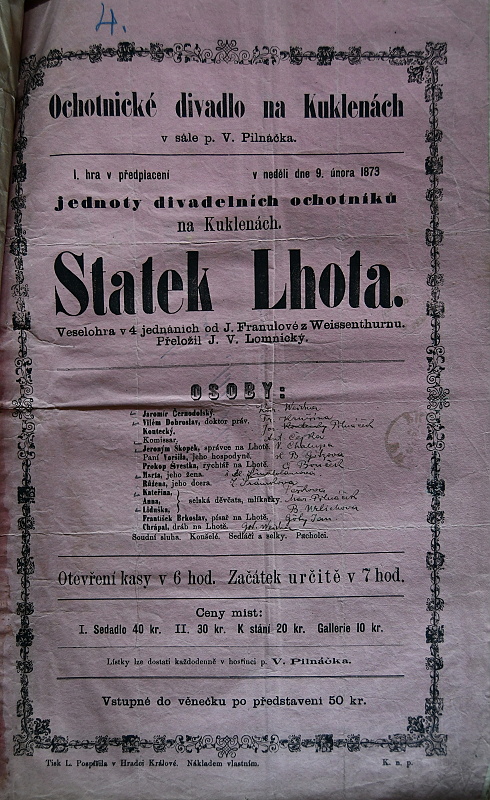 4.
Ochotnické divadlo na Kuklenách
v sále p. V. Pilnáčka.
I. hra v předplacení v neděli dne 9. února 1873
jednoty divadelních ochotníků
na Kuklenách.
Statek Lhota.
Veselohra v 4 jednáních od J. Franulové z Weissenthurnu.
Přeložil J. V. Lomnický.
OSOBY:
Jaromír Černodolský.
Vilém Dobroslav, doktor práv.
Koutecký.
Komissar.
Jeroným Skopek, správce na Lhotě. V. Chalupa
Paní Voršila, jeho hospodyně.
Prokop Švestka, rychtář na Lhotě.
Marta, jeho žena.
Růžena, jeho dcera.
Kateřina,
Anna, selská děvčata, mlíkařky.
Liduška,
František Brkoslav, písař na Lhotě.
Chrápal, dráb na Lhotě.
Soudní sluha. Konšelé. Sedláci a selky. Pacholci.
Otevření kasy v 6 hod. Začátek určitě v 7 hod.
Ceny míst:
I. Sedadlo 40 kr. II. 30 kr. K stání 20 kr. Gallerie 10 kr.
Lístky lze dostati každodenně v hostinci p. V. Pilnáčka.
Vstupné do věnečku po představení 50 kr.
Tisk L. Pospíšila v Hradci Králové. Nákladem vlastním. K. n. p.